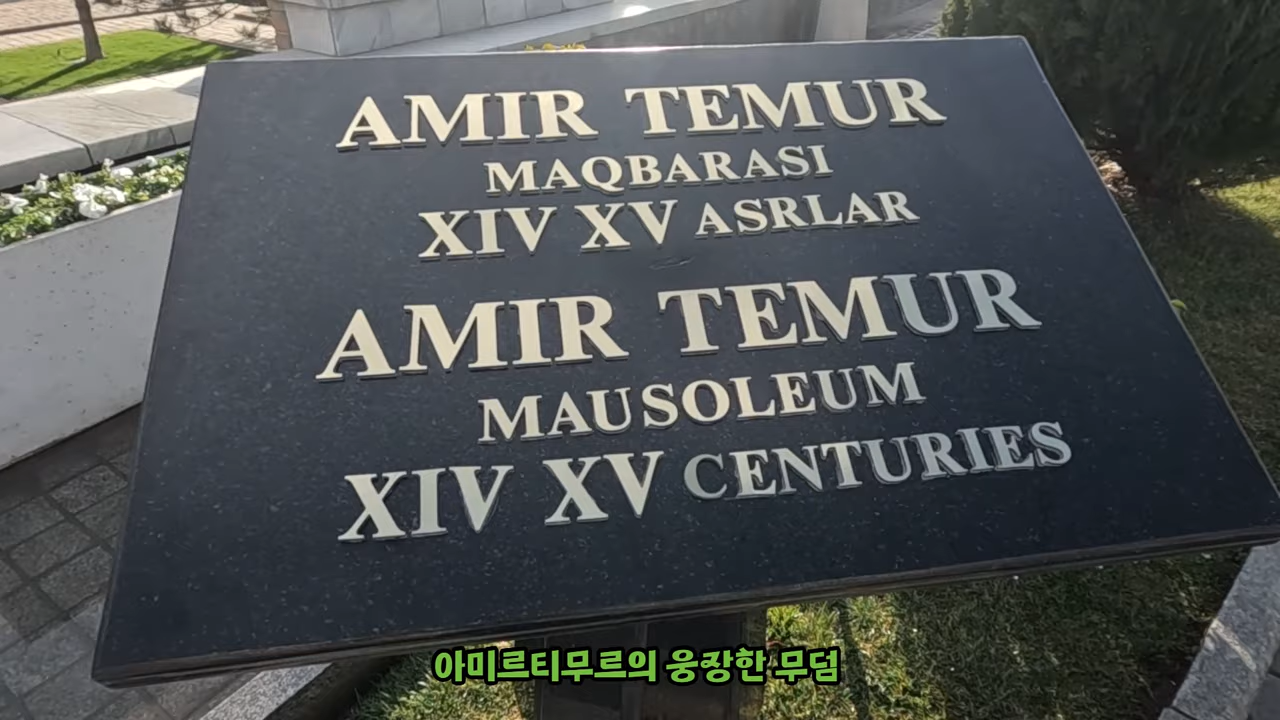 AMIR TEMUR
MAQBARASI
XIV XV ASRLAR
AMIR TEMUR
MAUSOLEUM
XIV XV CENTURIES
아미르티무르의 웅장한 무덤